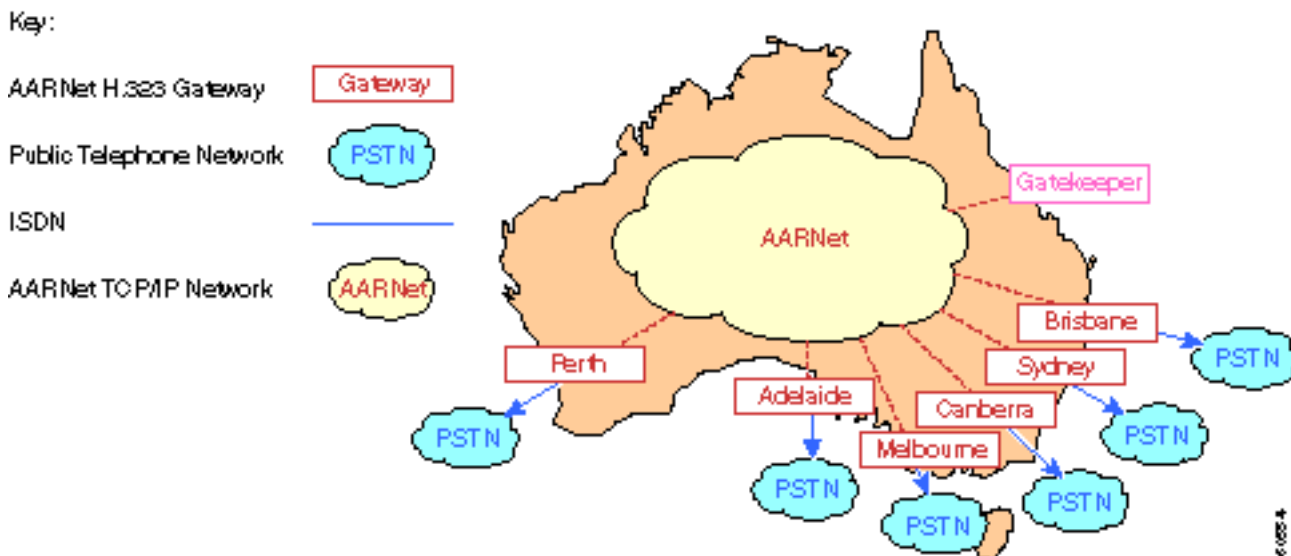 Key:
AARNet H.323 Gateway
Gateway
Public Telephone Network
PSTN
ISDN
AARNet TCP/IP Network
AARNet
AARNet
Gatekeeper
Brisbane
PSTN
Perth
Sydney
Adelaide
Canberra
PSTN
PSTN
Melbourne
PSTN
PSTN
PSTN